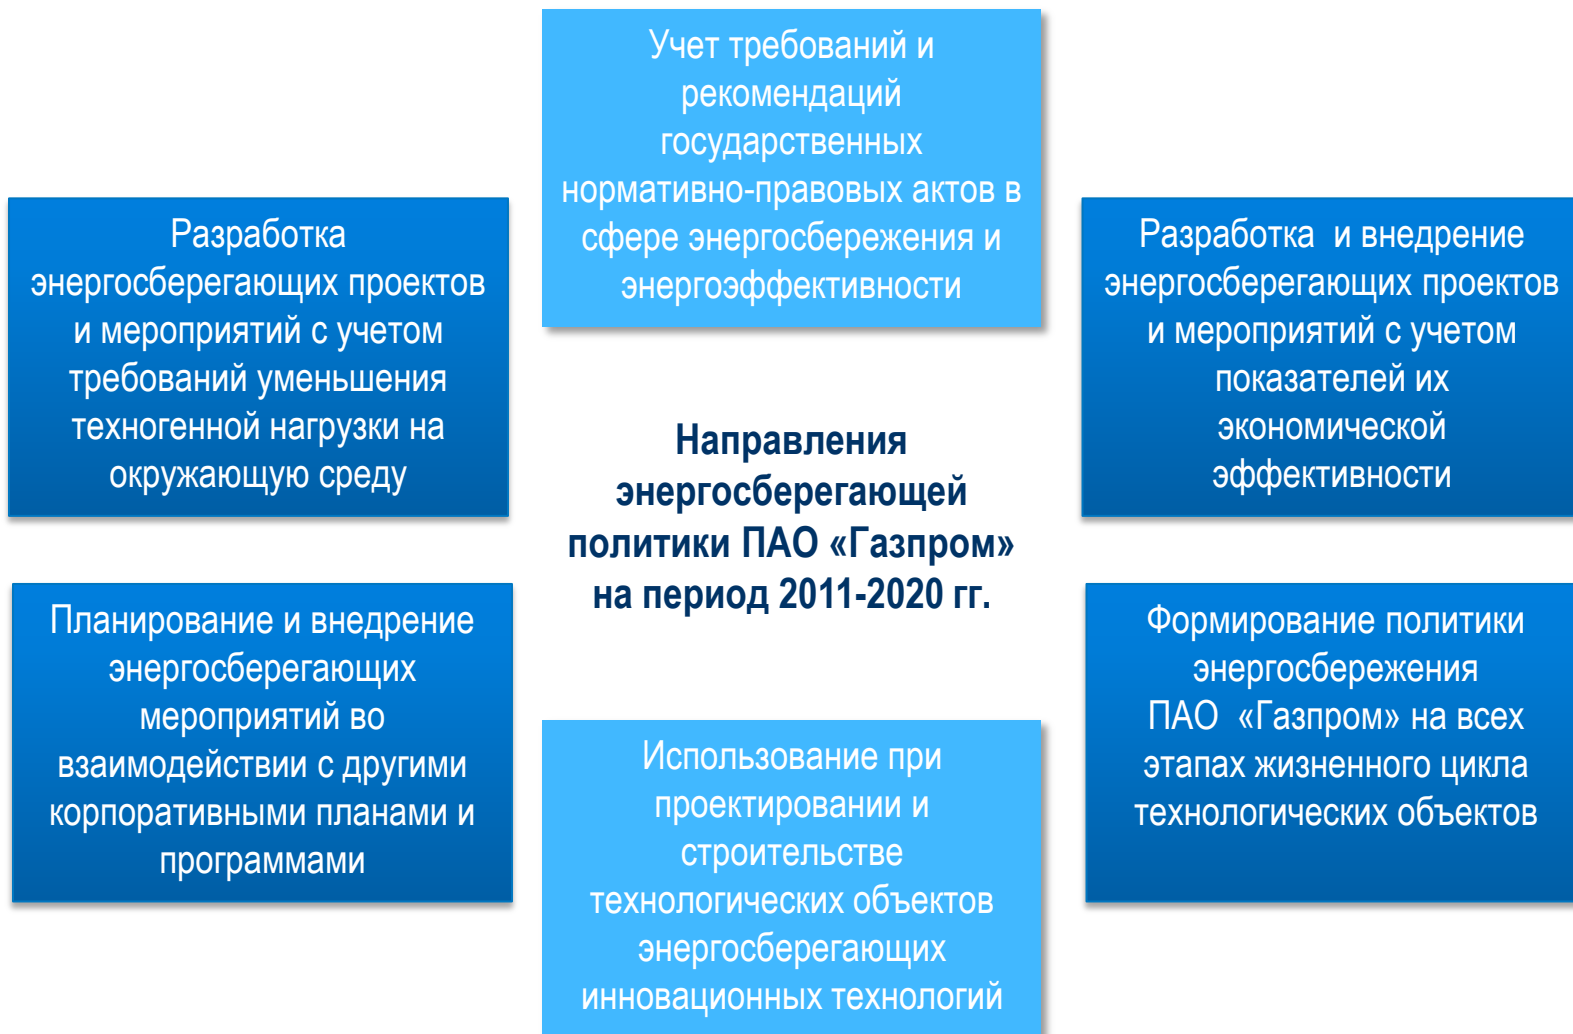 Учет требований и
рекомендаций
государственных
нормативно-правовых актов в
сфере энергосбережения и
энергоэффективности
Разработка
энергосберегающих проектов
и мероприятий с учетом
требований уменьшения
техногенной нагрузки на
окружающую среду
Разработка и внедрение
энергосберегающих проектов
и мероприятий с учетом
показателей их
экономической
эффективности
Направления
энергосберегающей
политики ПАО «Газпром»
на период 2011-2020 гг.
Планирование и внедрение
энергосберегающих
мероприятий во
взаимодействии с другими
корпоративными планами и
программами
Формирование политики
энергосбережения
ПАО «Газпром» на всех
этапах жизненного цикла
технологических объектов
Использование при
проектировании и
строительстве
технологических объектов
энергосберегающих
инновационных технологий